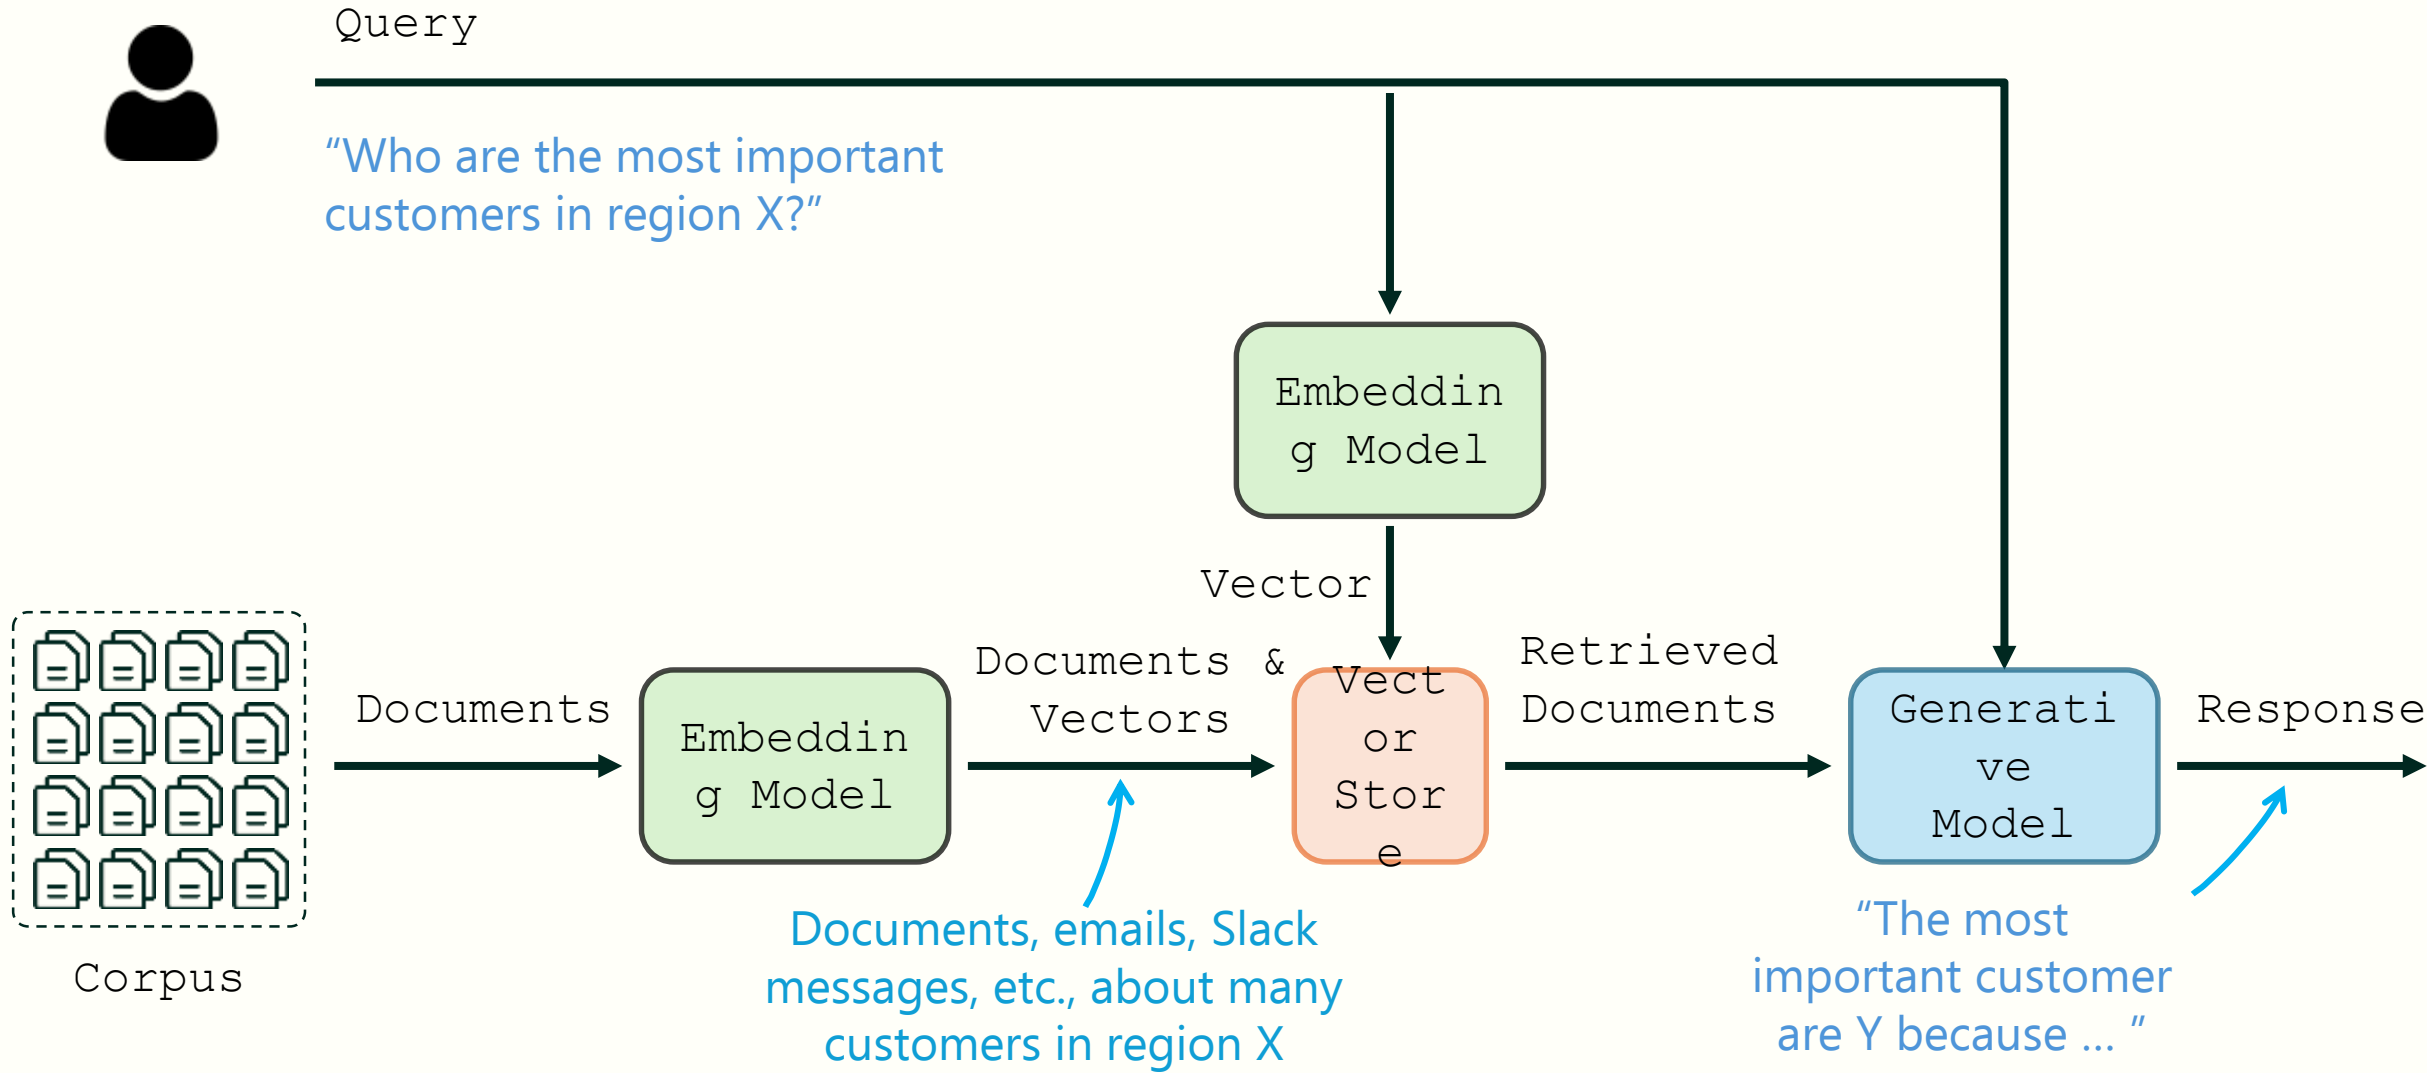 Query
“Who are the most important
customers in region X?”
Embeddin
g Model
Vector
Documents
Embeddin
g Model
Documents &
Vectors
Vect
or
Stor
e
Retrieved
Documents
Generati
ve
Model
Response
Corpus
Documents, emails, Slack
messages, etc., about many
customers in region X
“The most
important customer
are Y because ... ”